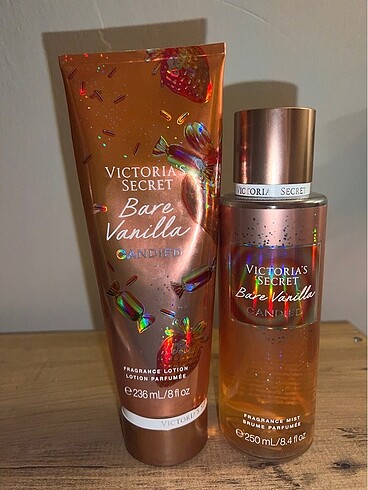 VICTORIA'S
SECRET
Bare
Vanilla
CANDIED
FRAGRANCE LOTION
LOTION PARFUMÉE
℮ 236 mL/8 fl oz
VICTORIA'S
VICTORIA'S SECRET
VICTORIA'S
SECRET
Bare Vanilla
CANDIED
FRAGRANCE MIST
BRUME PARFUMÉE
℮ 250 mL/8.4 fl oz